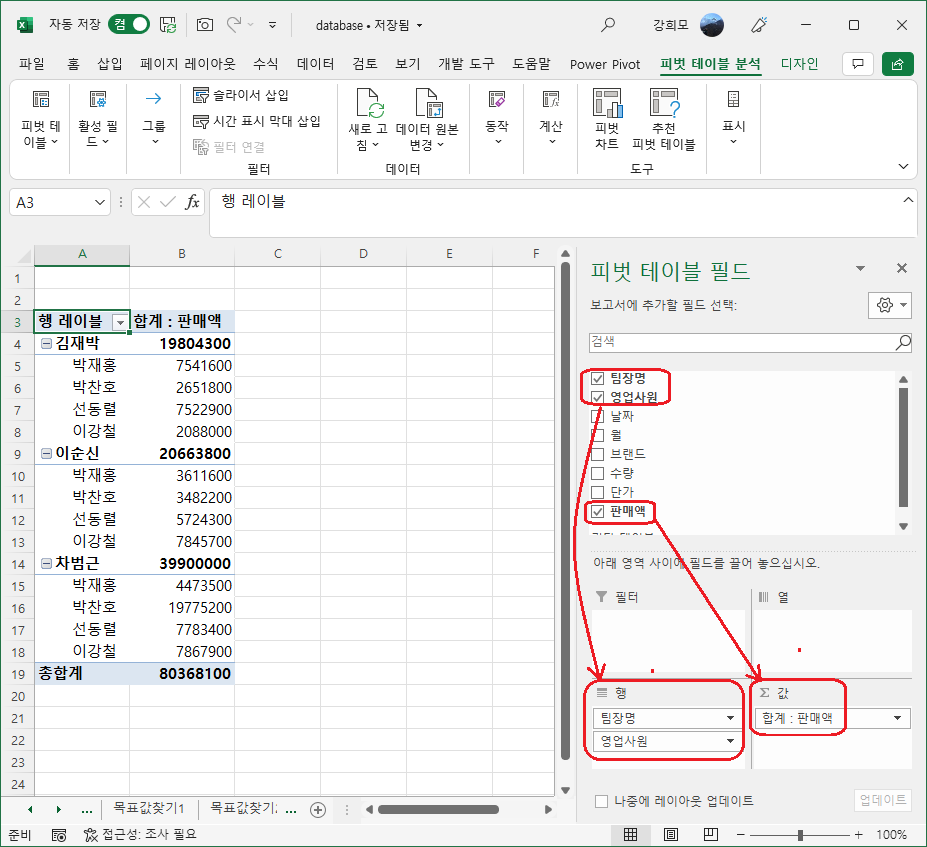 자동 저장 켬 database • 저장됨 강희모
파일 홈 삽입 페이지 레이아웃 수식 데이터 검토 보기 개발 도구 도움말 Power Pivot 피벗 테이블 분석 디자인
피벗 테이블
활성 필드
그룹
슬라이서 삽입
시간 표시 막대 삽입
필터 연결
필터
새로 고침
데이터 원본 변경
데이터
동작
계산
피벗 차트
추천 피벗 테이블
도구
표시
A3 fx 행 레이블
A B C D E F
1
2
3 행 레이블 합계 : 판매액
4 김재박 19804300
5 박재홍 7541600
6 박찬호 2651800
7 선동렬 7522900
8 이강철 2088000
9 이순신 20663800
10 박재홍 3611600
11 박찬호 3482200
12 선동렬 5724300
13 이강철 7845700
14 차범근 39900000
15 박재홍 4473500
16 박찬호 19775200
17 선동렬 7783400
18 이강철 7867900
19 총합계 80368100
20
21
22
23
24
피벗 테이블 필드
보고서에 추가할 필드 선택:
검색
팀장명
영업사원
날짜
월
브랜드
수량
단가
판매액
아래 영역 사이에 필드를 끌어 놓으십시오.
필터
열
행
Σ 값
팀장명
합계 : 판매액
영업사원
나중에 레이아웃 업데이트 업데이트
... 목표값찾기1 목표값찾기2 ...
준비 접근성: 조사 필요 100%